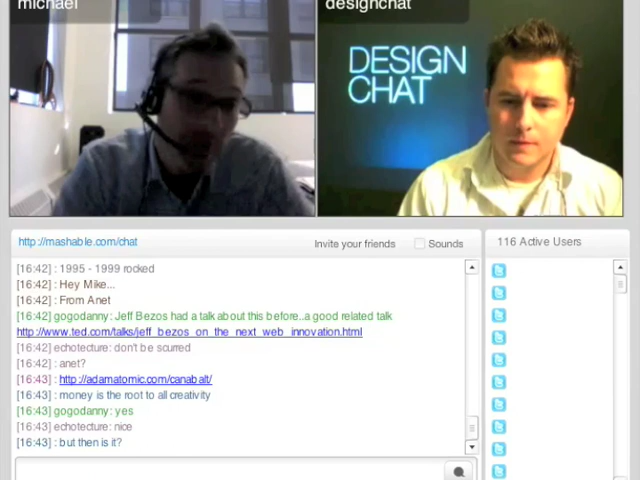 michael
designchat
DESIGN
CHAT
http://mashable.com/chat
Invite your friends
Sounds
116 Active Users
[16:42] : 1995 - 1999 rocked
[16:42] : Hey Mike...
[16:42] : From Anet
[16:42] gogodanny: Jeff Bezos had a talk about this before..a good related talk
http://www.ted.com/talks/jeff_bezos_on_the_next_web_innovation.html
[16:42] echotecture: don't be scurred
[16:42] : anet?
[16:43] : http://adamatomic.com/canabalt/
[16:43] : money is the root to all creativity
[16:43] gogodanny: yes
[16:43] echotecture: nice
[16:43] : but then is it?